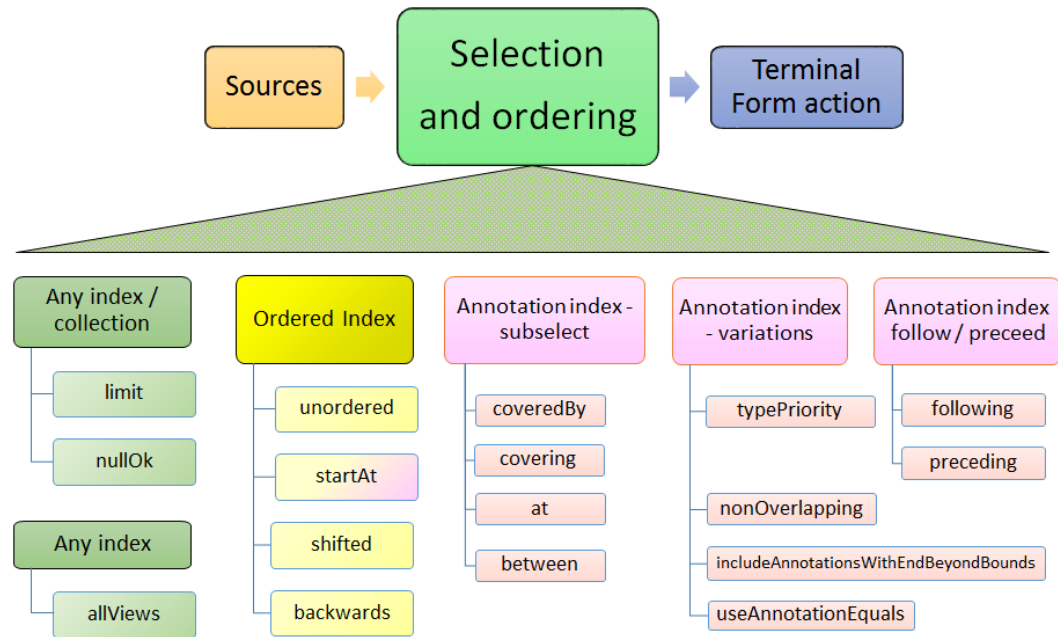 Sources
Selection
and ordering
Terminal
Form action
Any index /
collection
limit
nullOk
Any index
allViews
Ordered Index
unordered
startAt
shifted
backwards
Annotation index -
subselect
coveredBy
covering
at
between
Annotation index
- variations
typePriority
nonOverlapping
includeAnnotationsWithEndBeyondBounds
useAnnotationEquals
Annotation index
follow / preceed
following
preceding